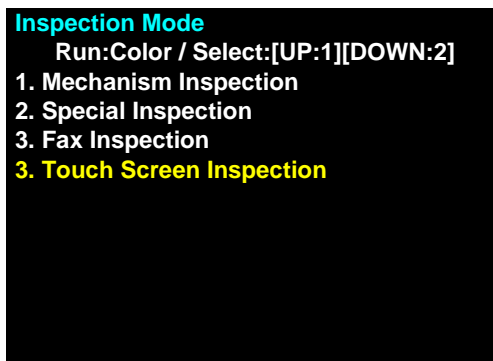 Inspection Mode
Run:Color / Select:[UP:1][DOWN:2]
1. Mechanism Inspection
2. Special Inspection
3. Fax Inspection
3. Touch Screen Inspection